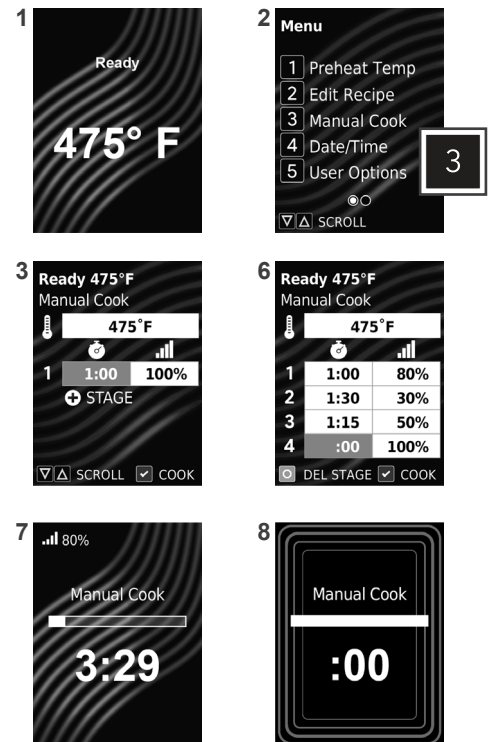 1
Ready
475° F
2
Menu
1 Preheat Temp
2 Edit Recipe
3 Manual Cook
4 Date/Time
5 User Options
SCROLL
3
3
Ready 475°F
Manual Cook
475°F
1 1:00 100%
STAGE
SCROLL COOK
6
Ready 475°F
Manual Cook
475°F
1 1:00 80%
2 1:30 30%
3 1:15 50%
4 :00 100%
DEL STAGE COOK
7
80%
Manual Cook
3:29
8
Manual Cook
:00